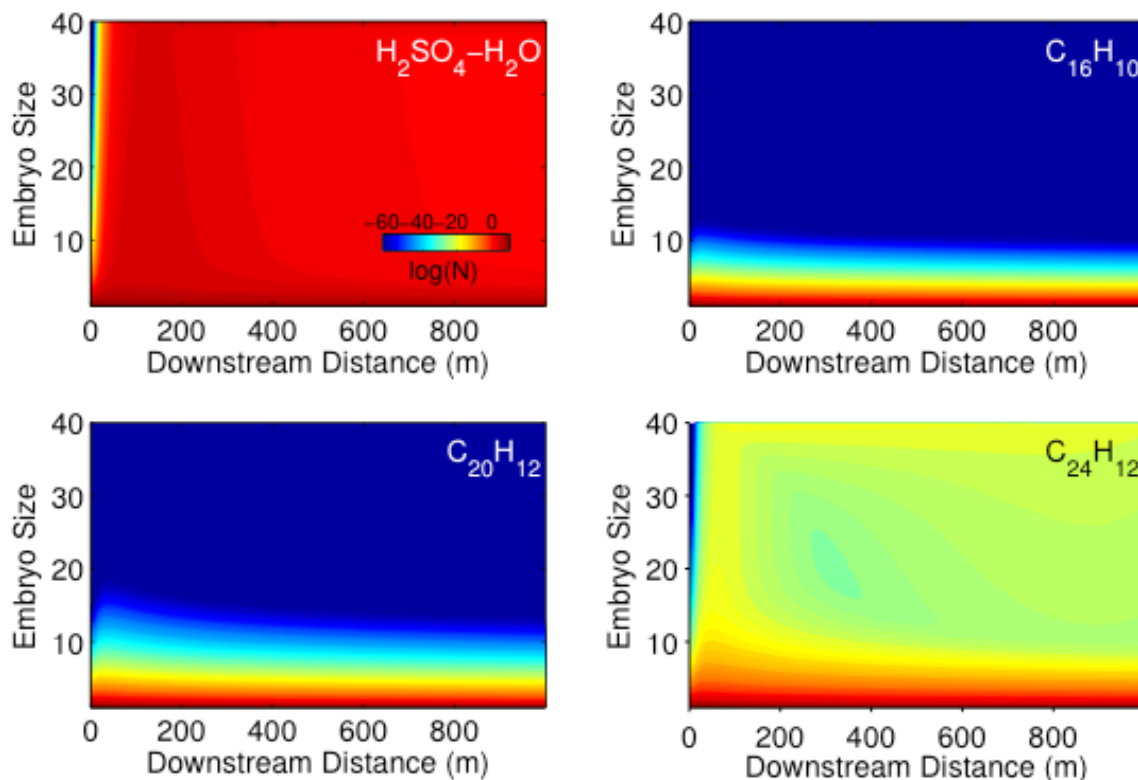 H₂SO₄−H₂O
40
30
20
10
Embryo Size
−60−40−20 0
log(N)
0 200 400 600 800
Downstream Distance (m)
C₁₆H₁₀
40
30
20
10
Embryo Size
0 200 400 600 800
Downstream Distance (m)
C₂₀H₁₂
40
30
20
10
Embryo Size
0 200 400 600 800
Downstream Distance (m)
C₂₄H₁₂
40
30
20
10
Embryo Size
0 200 400 600 800
Downstream Distance (m)